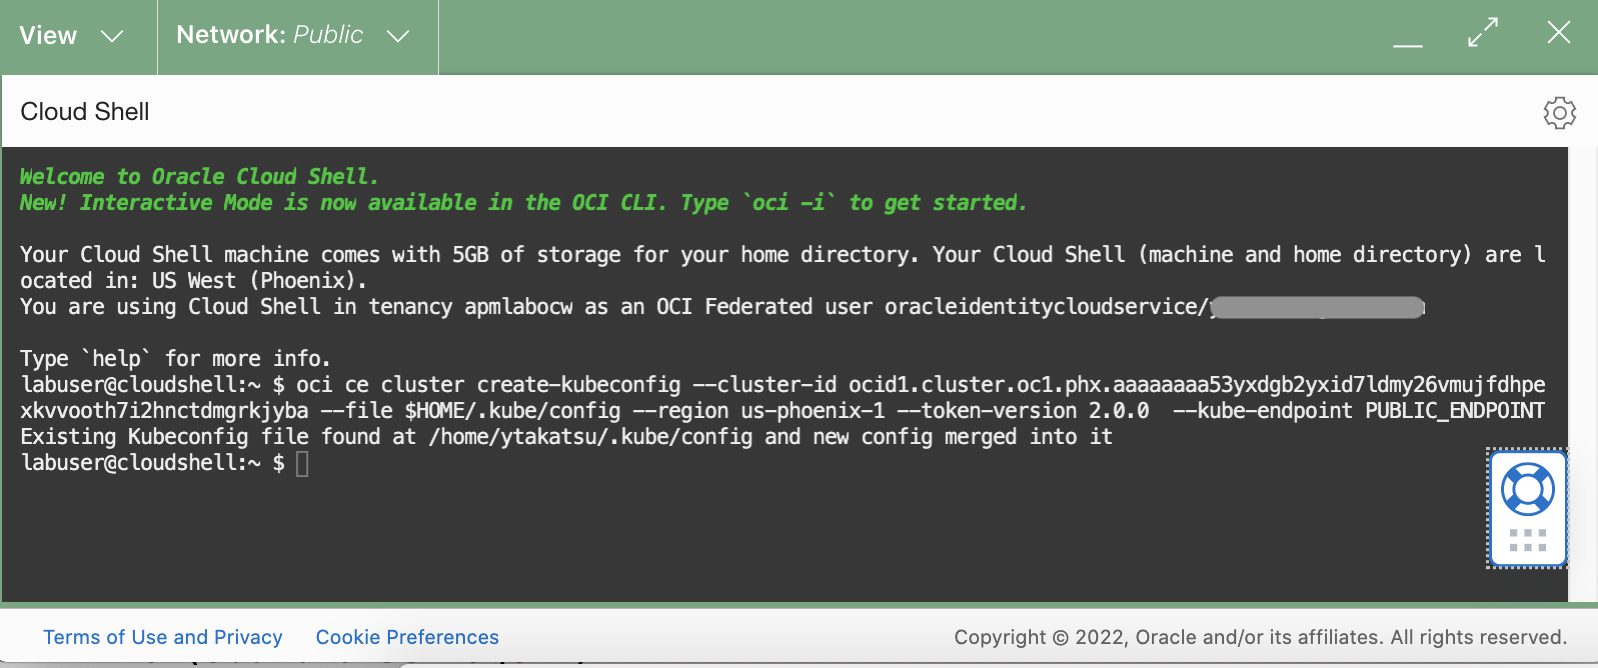 View
Network: Public
Cloud Shell
Welcome to Oracle Cloud Shell.
New! Interactive Mode is now available in the OCI CLI. Type `oci -i` to get started.
Your Cloud Shell machine comes with 5GB of storage for your home directory. Your Cloud Shell (machine and home directory) are l
ocated in: US West (Phoenix).
You are using Cloud Shell in tenancy apmlabocw as an OCI Federated user oracleidentitycloudservice/
Type `help` for more info.
labuser@cloudshell:~ $ oci ce cluster create-kubeconfig --cluster-id ocid1.cluster.oc1.phx.aaaaaaaa53yxdgb2yxid7ldmy26vmujfdhpe
xkvvooth7i2hnctdmgrkjyba --file $HOME/.kube/config --region us-phoenix-1 --token-version 2.0.0  --kube-endpoint PUBLIC_ENDPOINT
Existing Kubeconfig file found at /home/ytakatsu/.kube/config and new config merged into it
labuser@cloudshell:~ $
Terms of Use and Privacy
Cookie Preferences
Copyright © 2022, Oracle and/or its affiliates. All rights reserved.